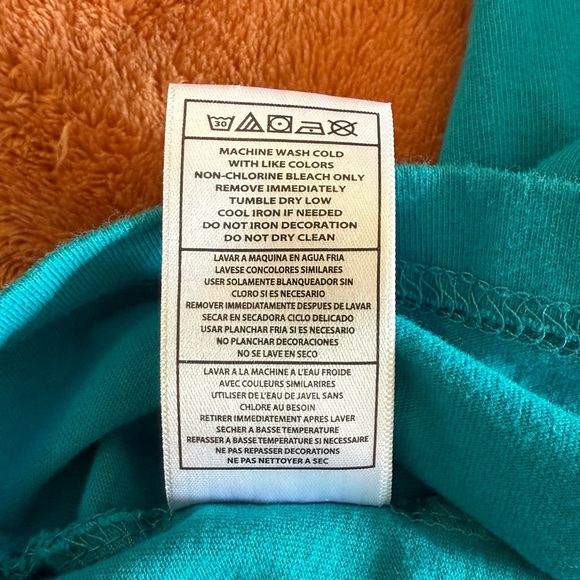 30
MACHINE WASH COLD
WITH LIKE COLORS
NON-CHLORINE BLEACH ONLY
REMOVE IMMEDIATELY
TUMBLE DRY LOW
COOL IRON IF NEEDED
DO NOT IRON DECORATION
DO NOT DRY CLEAN
LAVAR A MAQUINA EN AGUA FRIA
LAVESE CONCOLORES SIMILARES
USER SOLAMENTE BLANQUEADOR SIN
CLORO SI ES NECESARIO
REMOVER IMMEDIATAMENTE DESPUES DE LAVAR
SECAR EN SECADORA CICLO DELICADO
USAR PLANCHAR FRIA SI ES NECESARIO
NO PLANCHAR DECORACIONES
NO SE LAVE EN SECO
LAVAR A LA MACHINE A L'EAU FROIDE
AVEC COULEURS SIMILARIRES
UTILISER DE L'EAU DE JAVEL SANS
CHLORE AU BESOIN
RETIRER IMMEDIATEMENT APRES LAVER
SECHER A BASSE TEMPERATURE
REPASSER A BASSE TEMPERATURE SI NECESSAIRE
NE PAS REPASSER DECORATIONS
NE PAS NETTOYER A SEC